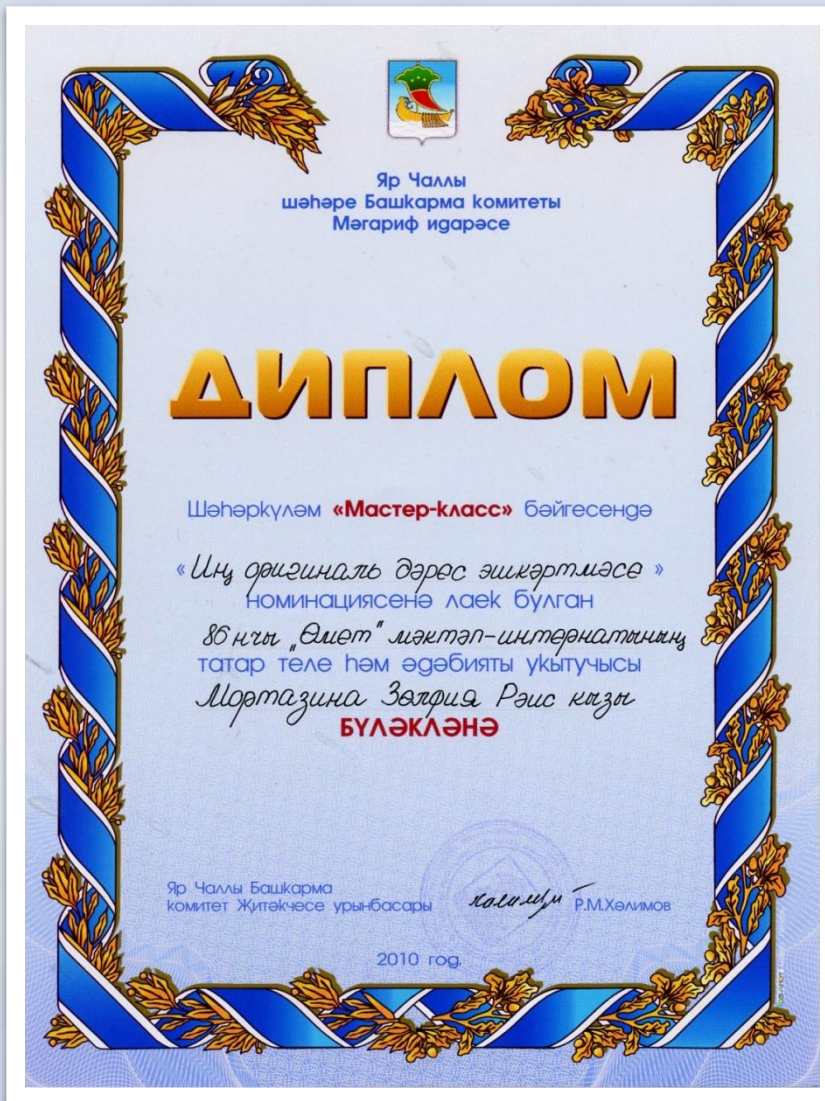 Яр Чаллы
шәһәре Башкарма комитеты
Мәгариф идарәсе
ДИПЛОМ
Шәһәркүләм «Мастер-класс» бәйгесендә
«Иң оригиналь дәрес эшкәртмәсе»
номинациясенә лаек булган
86 нчы „Өмет" мәктәп-интернатының
татар теле һәм әдәбияты укытучысы
Мортазина Зөлфия Рәис кызы
БҮЛӘКЛӘНӘ
Яр Чаллы Башкарма
комитет Җитәкчесе урынбасары Р.М.Хәлимов
2010 год.